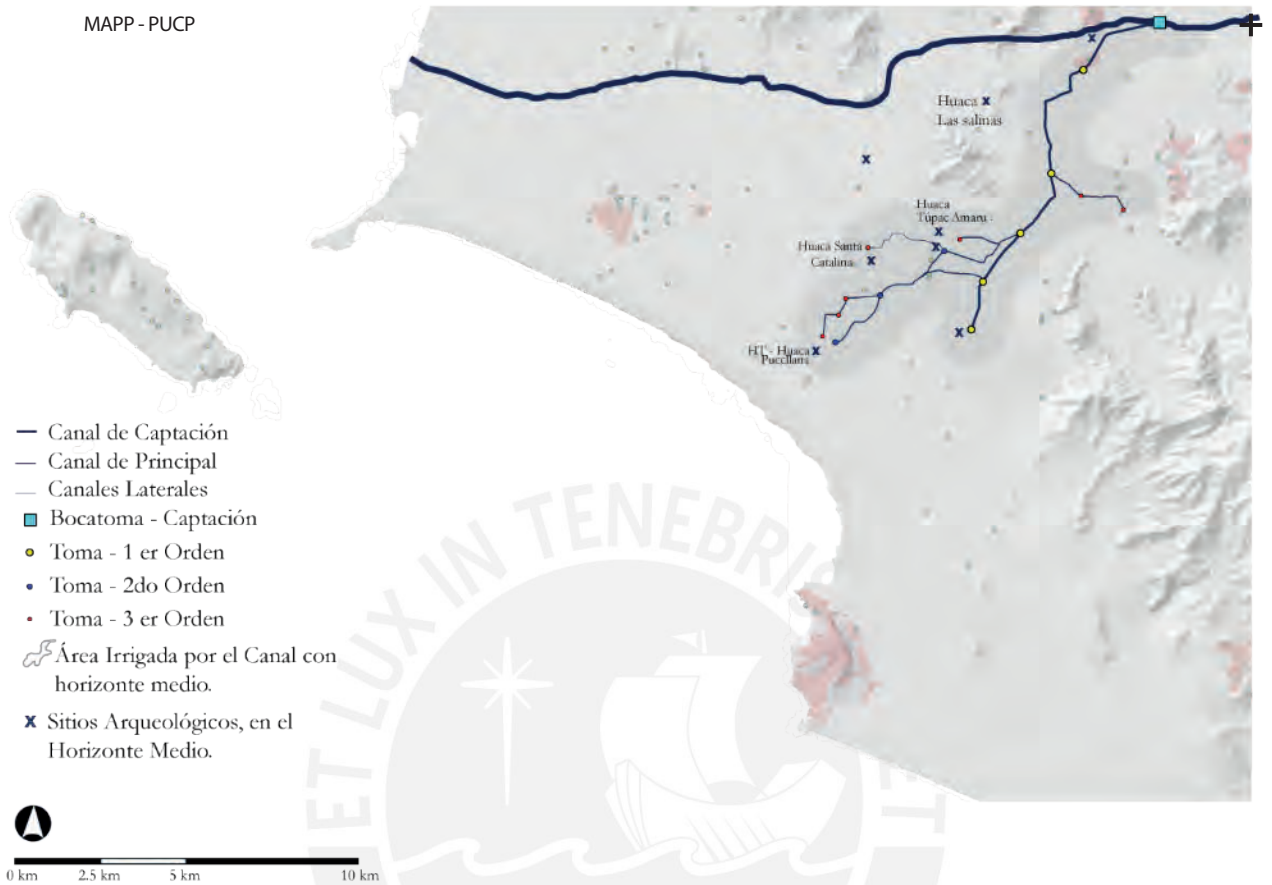 MAPP - PUCP
Huaca
Las salinas
Huaca
Túpac Amaru
Huaca Santa
Catalina
HT - Huaca
Pucllana
Canal de Captación
Canal de Principal
Canales Laterales
Bocatoma - Captación
Toma - 1 er Orden
Toma - 2do Orden
Toma - 3 er Orden
Área Irrigada por el Canal con
horizonte medio.
Sitios Arqueológicos, en el
Horizonte Medio.
0 km 2.5 km 5 km 10 km
ET LUX IN TENEBRIS ET